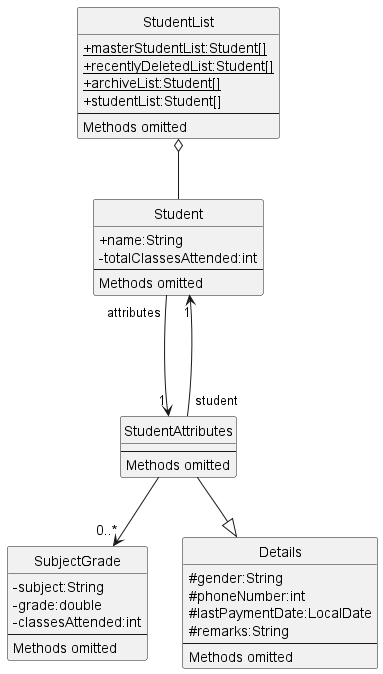 StudentList
+masterStudentList:Student[]
+recentlyDeletedList:Student[]
+archiveList:Student[]
+studentList:Student[]
Methods omitted
Student
+name:String
-totalClassesAttended:int
Methods omitted
attributes
1
1
student
StudentAttributes
Methods omitted
0..*
SubjectGrade
-subject:String
-grade:double
-classesAttended:int
Methods omitted
Details
#gender:String
#phoneNumber:int
#lastPaymentDate:LocalDate
#remarks:String
Methods omitted